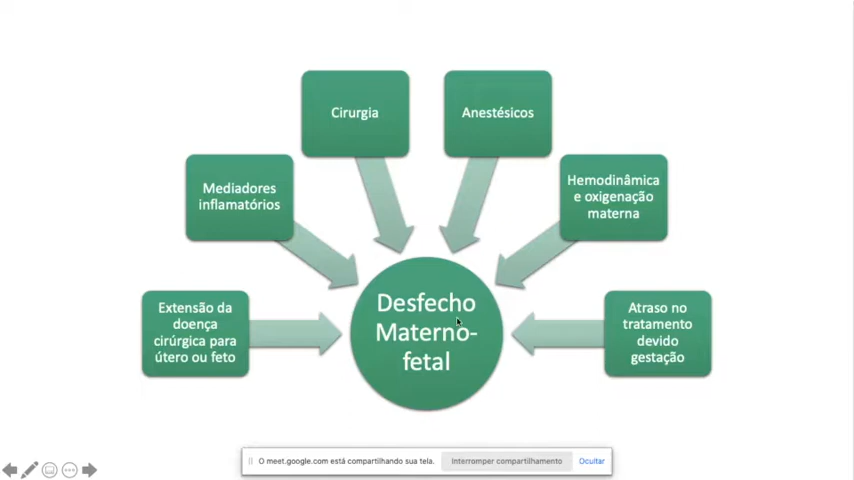 Cirurgia
Anestésicos
Mediadores
inflamatórios
Hemodinâmica
e oxigenação
materna
Extensão da
doença
cirúrgica para
útero ou feto
Desfecho
Materno-
fetal
Atraso no
tratamento
devido
gestação
O meet.google.com está compartilhando sua tela.
Interromper compartilhamento
Ocultar